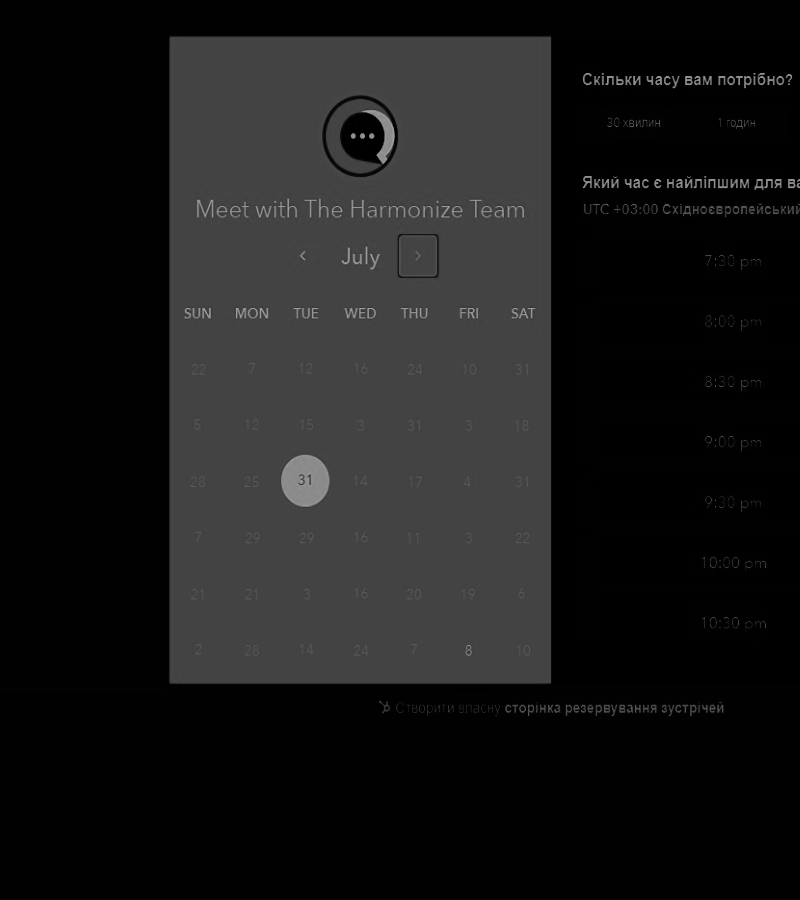 Meet with The Harmonize Team
July
SUN MON TUE WED THU FRI SAT
22 7 12 16 24 10 31
5 12 15 3 31 3 18
28 25 31 14 17 4 31
7 29 29 16 11 3 22
21 21 3 16 20 19 6
2 28 14 24 7 8 10
Скільки часу вам потрібно?
30 хвилин 1 годин
Який час є найліпшим для ва
UTC +03:00 Східноєвропейський
7:30 pm
8:00 pm
8:30 pm
9:00 pm
9:30 pm
10:00 pm
10:30 pm
Створити власну сторінка резервування зустрічей